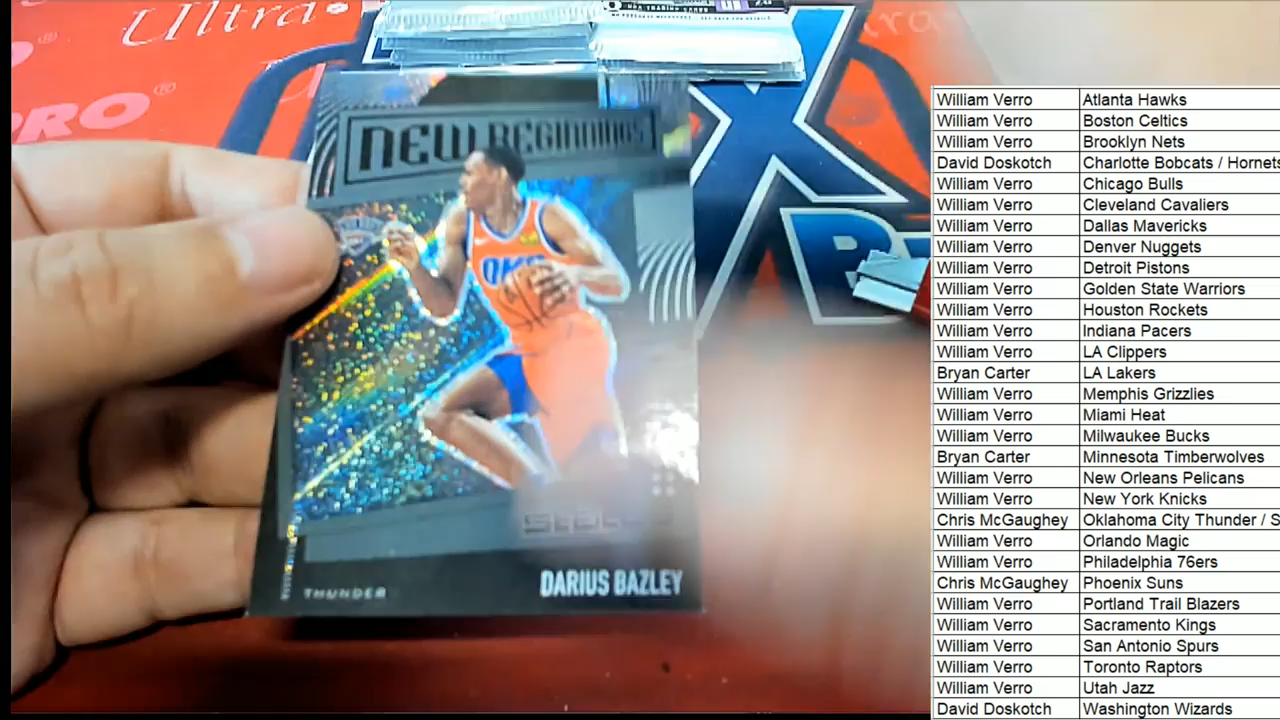 Ultra
PRO®
NBA TRADING CARDS
NEW BEGINNINGS
OKC
SELECT
THUNDER
DARIUS BAZLEY
William Verro Atlanta Hawks
William Verro Boston Celtics
William Verro Brooklyn Nets
David Doskotch Charlotte Bobcats / Hornets
William Verro Chicago Bulls
William Verro Cleveland Cavaliers
William Verro Dallas Mavericks
William Verro Denver Nuggets
William Verro Detroit Pistons
William Verro Golden State Warriors
William Verro Houston Rockets
William Verro Indiana Pacers
William Verro LA Clippers
Bryan Carter LA Lakers
William Verro Memphis Grizzlies
William Verro Miami Heat
William Verro Milwaukee Bucks
Bryan Carter Minnesota Timberwolves
William Verro New Orleans Pelicans
William Verro New York Knicks
Chris McGaughey Oklahoma City Thunder / S
William Verro Orlando Magic
William Verro Philadelphia 76ers
Chris McGaughey Phoenix Suns
William Verro Portland Trail Blazers
William Verro Sacramento Kings
William Verro San Antonio Spurs
William Verro Toronto Raptors
William Verro Utah Jazz
David Doskotch Washington Wizards